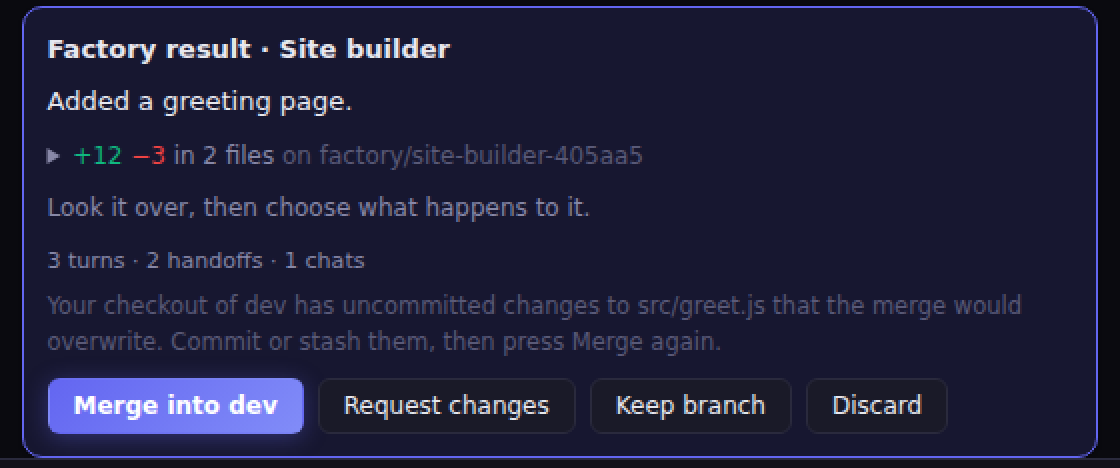 Factory result · Site builder
Added a greeting page.
▶ +12 −3 in 2 files on factory/site-builder-405aa5
Look it over, then choose what happens to it.
3 turns · 2 handoffs · 1 chats
Your checkout of dev has uncommitted changes to src/greet.js that the merge would
overwrite. Commit or stash them, then press Merge again.
Merge into dev Request changes Keep branch Discard